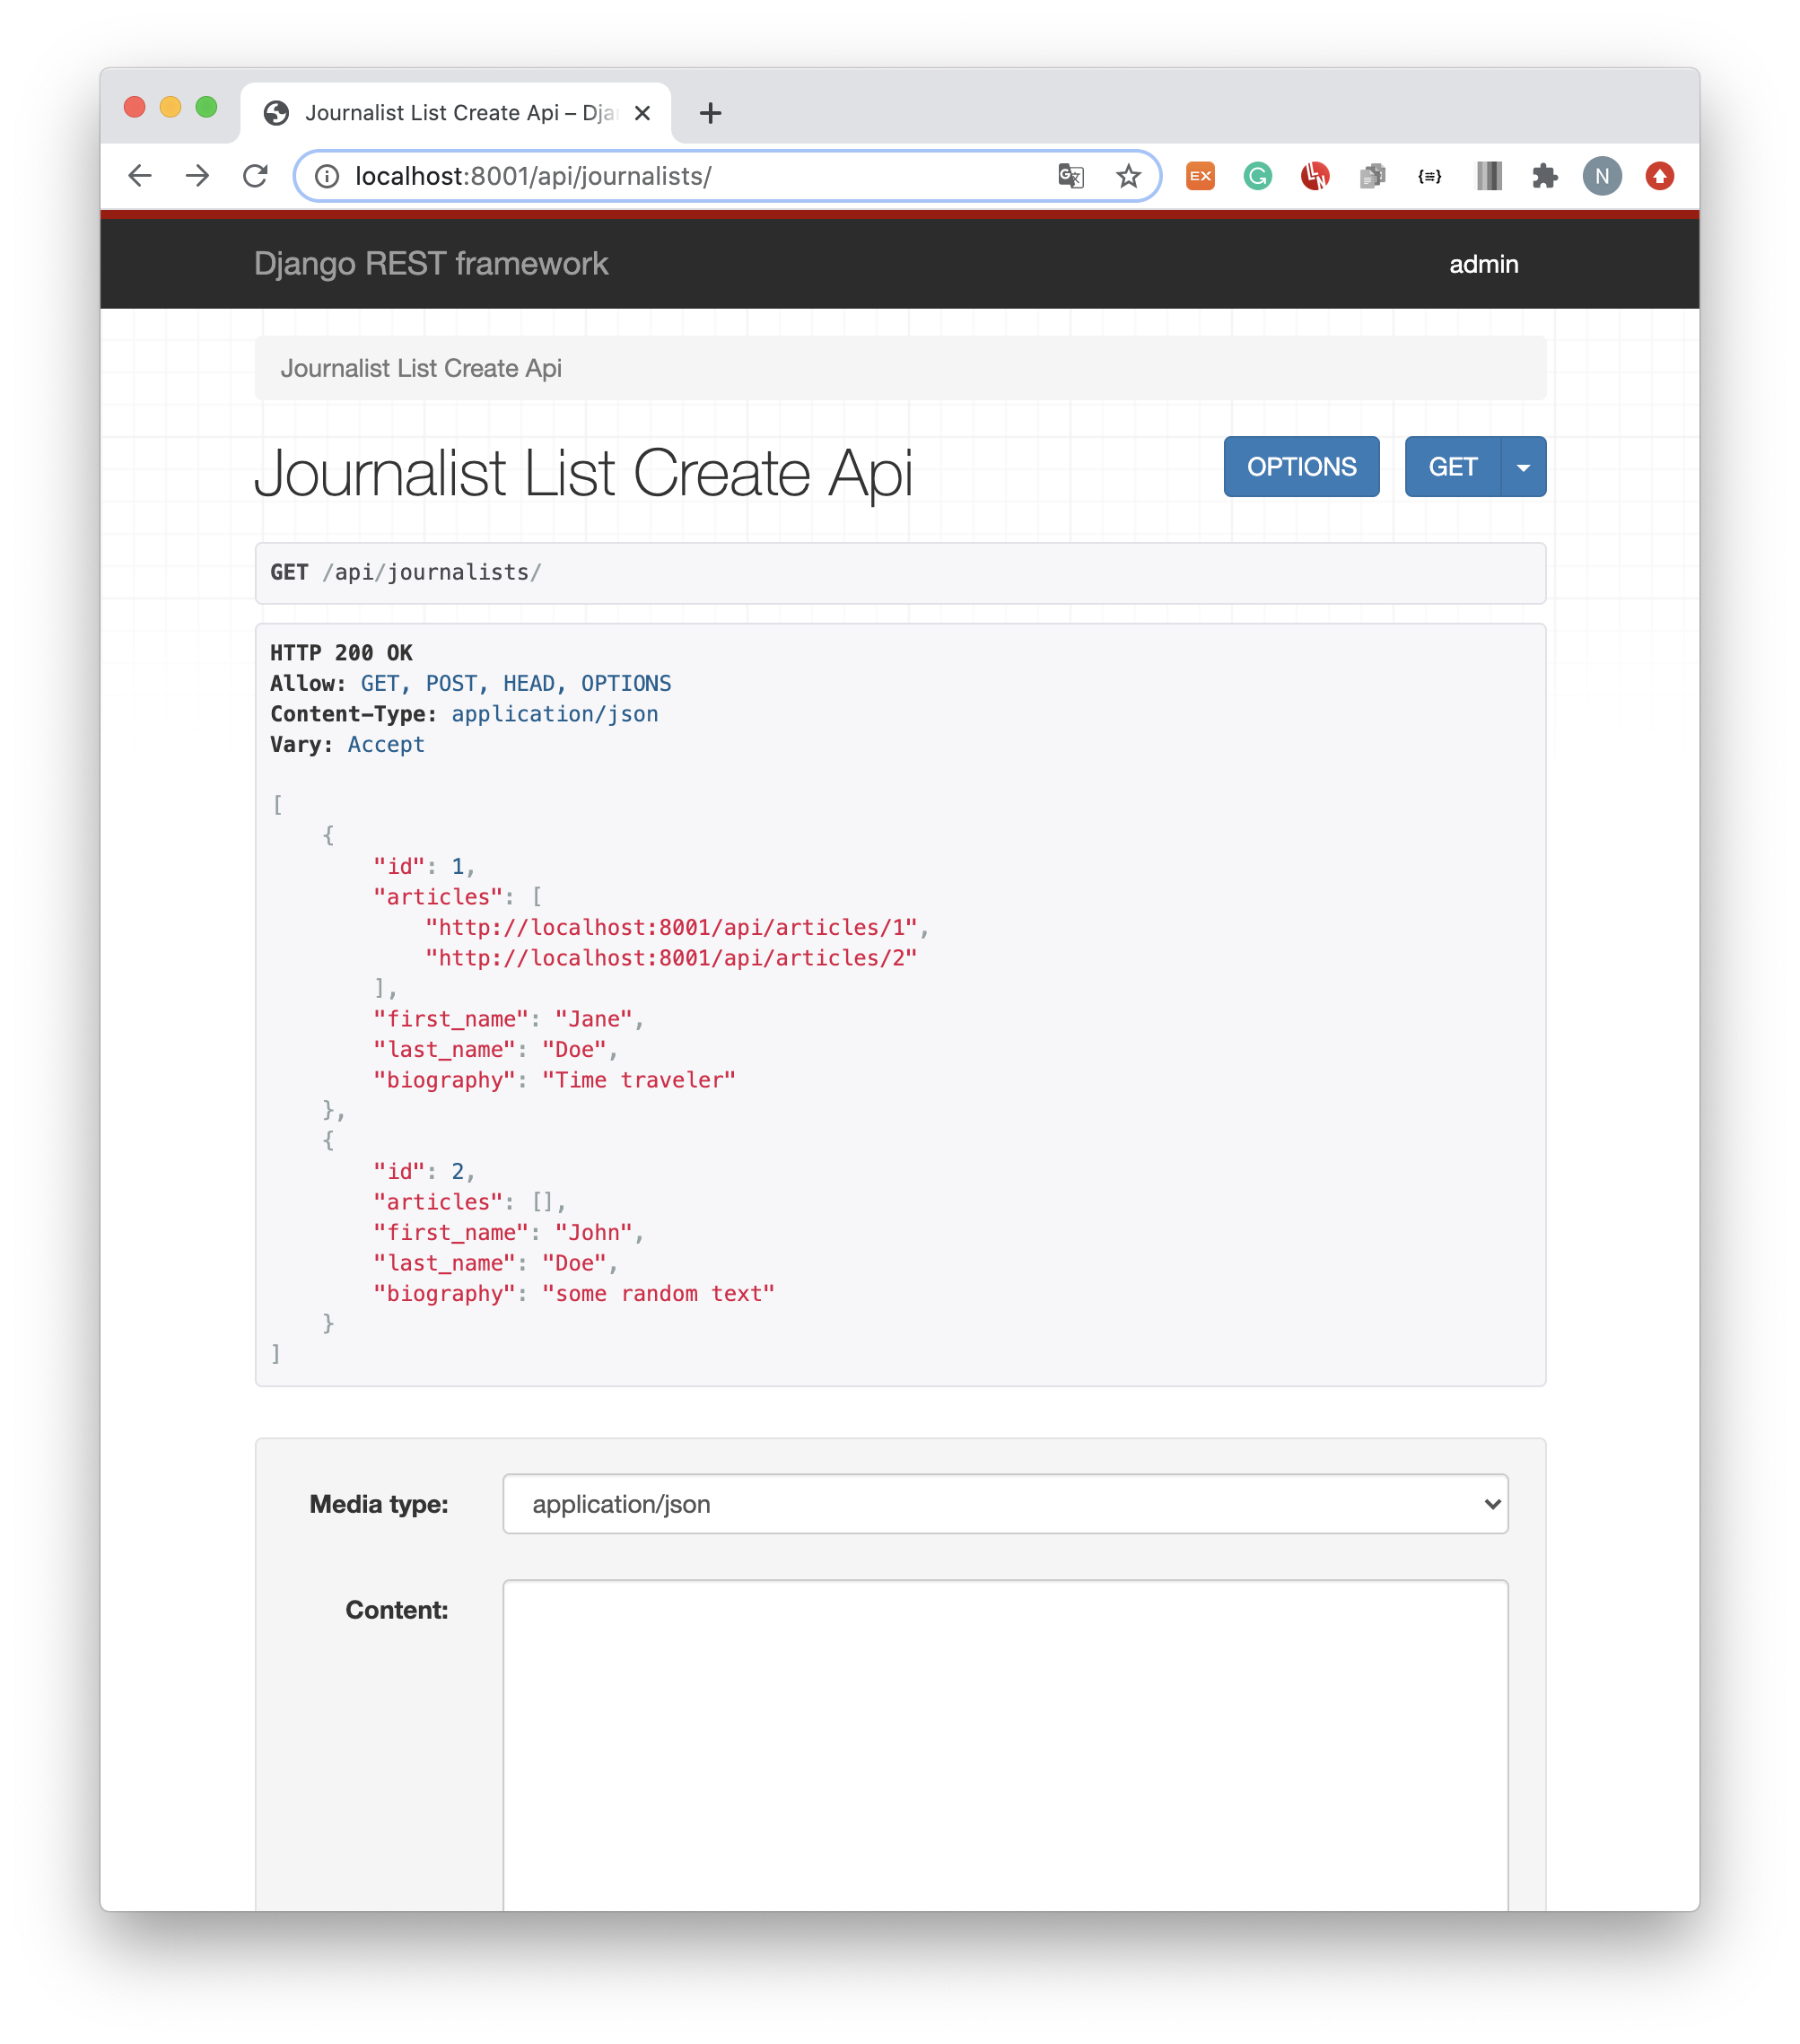 Journalist List Create Api – Dja
localhost:8001/api/journalists/
EX
{≡}
N
Django REST framework
admin
Journalist List Create Api
Journalist List Create Api
OPTIONS
GET
GET /api/journalists/
HTTP 200 OK
Allow: GET, POST, HEAD, OPTIONS
Content-Type: application/json
Vary: Accept
[
    {
        "id": 1,
        "articles": [
            "http://localhost:8001/api/articles/1",
            "http://localhost:8001/api/articles/2"
        ],
        "first_name": "Jane",
        "last_name": "Doe",
        "biography": "Time traveler"
    },
    {
        "id": 2,
        "articles": [],
        "first_name": "John",
        "last_name": "Doe",
        "biography": "some random text"
    }
]
Media type:
application/json
Content: